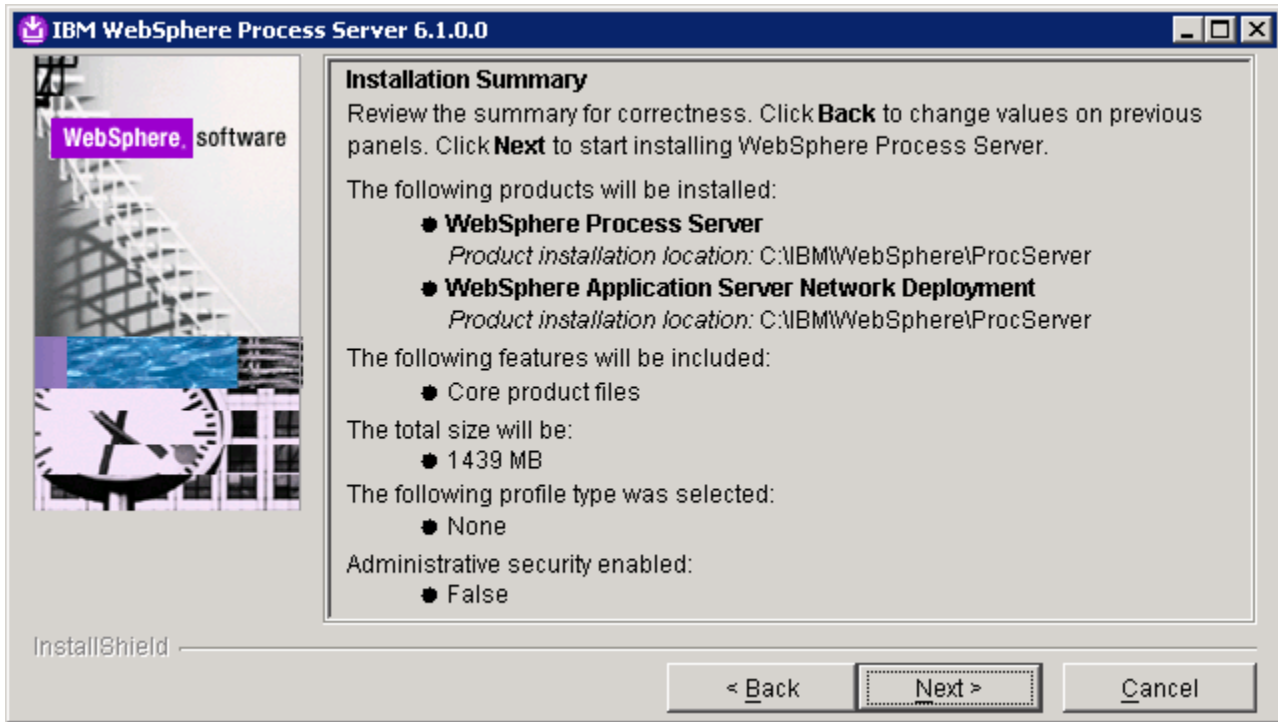 IBM WebSphere Process Server 6.1.0.0
WebSphere. software
Installation Summary
Review the summary for correctness. Click Back to change values on previous
panels. Click Next to start installing WebSphere Process Server.
The following products will be installed:
WebSphere Process Server
Product installation location: C:\IBM\WebSphere\ProcServer
WebSphere Application Server Network Deployment
Product installation location: C:\IBM\WebSphere\ProcServer
The following features will be included:
Core product files
The total size will be:
1439 MB
The following profile type was selected:
None
Administrative security enabled:
False
InstallShield
< Back Next > Cancel